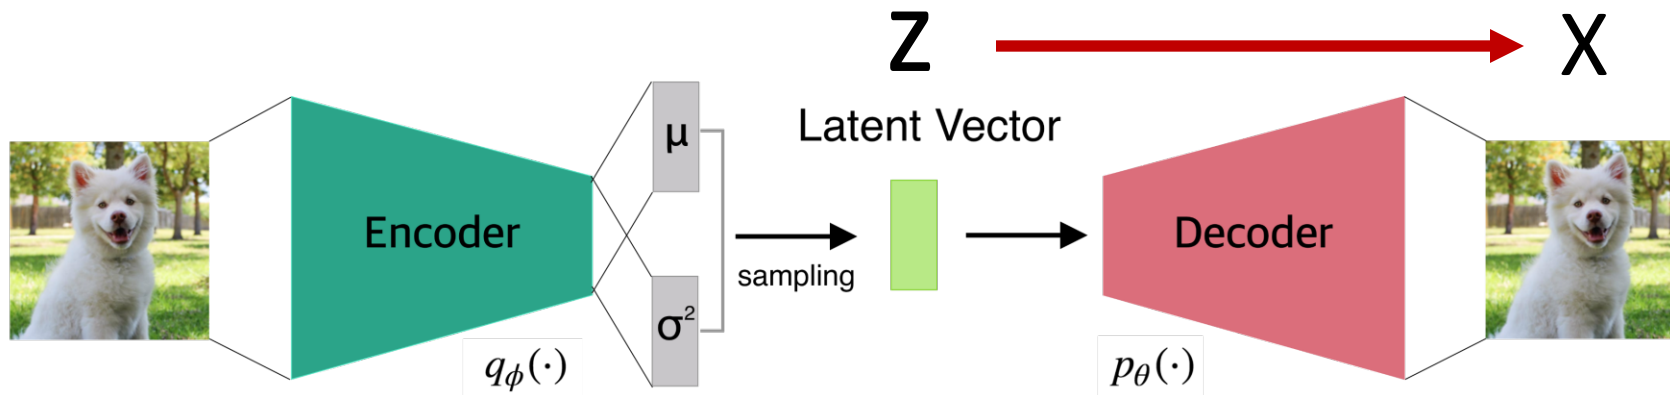 Z X
Latent Vector
Encoder
μ
σ²
sampling
Decoder
qϕ(·)
pθ(·)